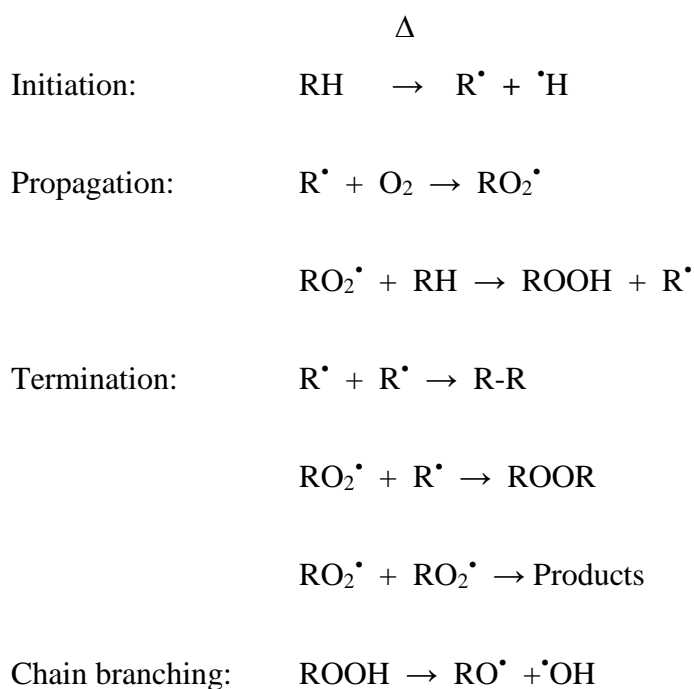 Δ
Initiation: RH → R• + •H
Propagation: R• + O₂ → RO₂•
RO₂• + RH → ROOH + R•
Termination: R• + R• → R-R
RO₂• + R• → ROOR
RO₂• + RO₂• → Products
Chain branching: ROOH → RO• +•OH